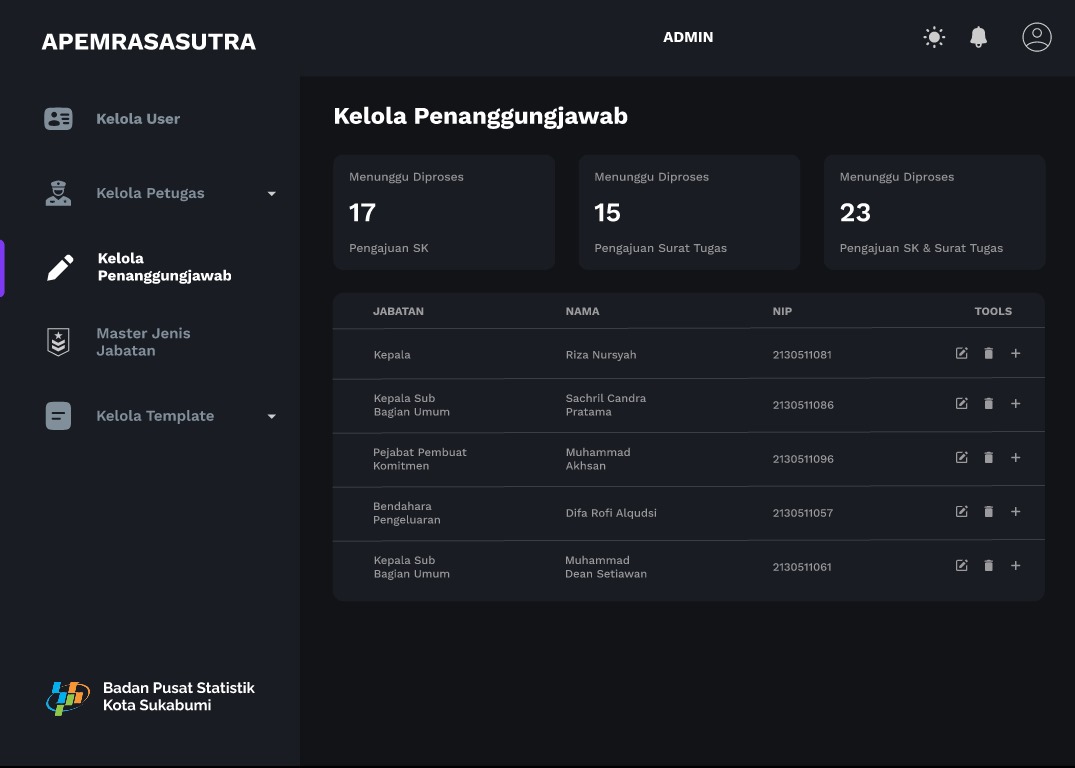 APEMRASASUTRA
ADMIN
Kelola User
Kelola Petugas
Kelola
Penanggungjawab
Master Jenis
Jabatan
Kelola Template
Badan Pusat Statistik
Kota Sukabumi
Kelola Penanggungjawab
Menunggu Diproses
17
Pengajuan SK
Menunggu Diproses
15
Pengajuan Surat Tugas
Menunggu Diproses
23
Pengajuan SK & Surat Tugas
JABATAN NAMA NIP TOOLS
Kepala Riza Nursyah 2130511081
Kepala Sub
Bagian Umum
Sachril Candra
Pratama
2130511086
Pejabat Pembuat
Komitmen
Muhammad
Akhsan
2130511096
Bendahara
Pengeluaran
Difa Rofi Alqudsi
2130511057
Kepala Sub
Bagian Umum
Muhammad
Dean Setiawan
2130511061